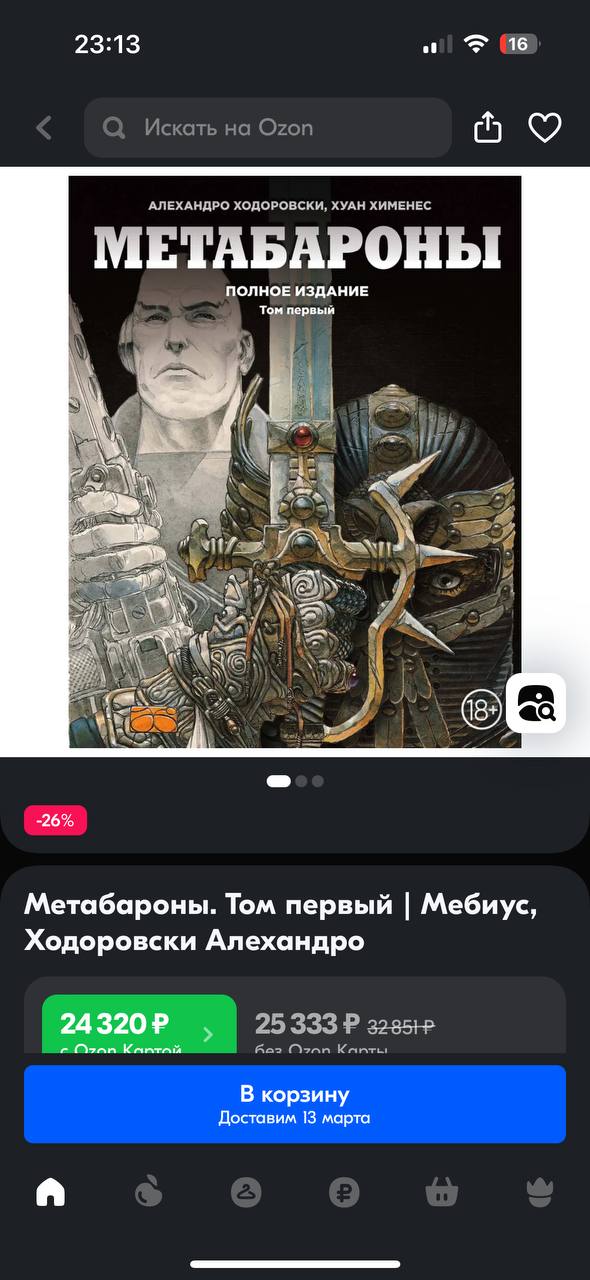 23:13
16
Искать на Ozon
АЛЕХАНДРО ХОДОРОВСКИ, ХУАН ХИМЕНЕС
МЕТАБАРОНЫ
ПОЛНОЕ ИЗДАНИЕ
Том первый
18+
-26%
Метабароны. Том первый | Мебиус,
Ходоровски Алехандро
24 320 ₽
25 333 ₽ 32 851 ₽
с Ozon Картой
без Ozon Карты
В корзину
Доставим 13 марта